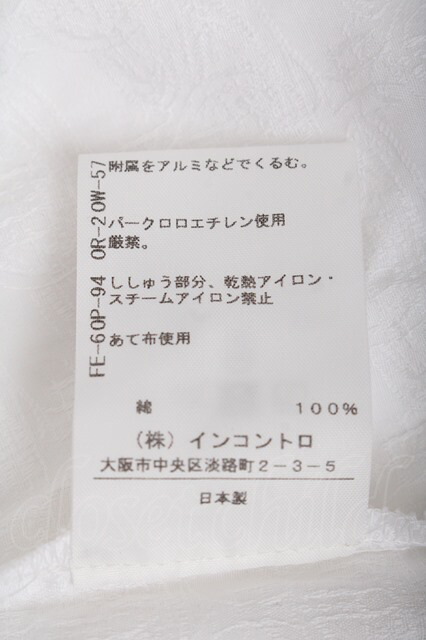 附属をアルミなどでくるむ。
パークロロエチレン使用
厳禁。
ししゅう部分、乾熱アイロン・
スチームアイロン禁止
あて布使用
綿 100%
(株) インコントロ
大阪市中央区淡路町2-3-5
日本製
FE-60P-94 OR-20W-57
closet child